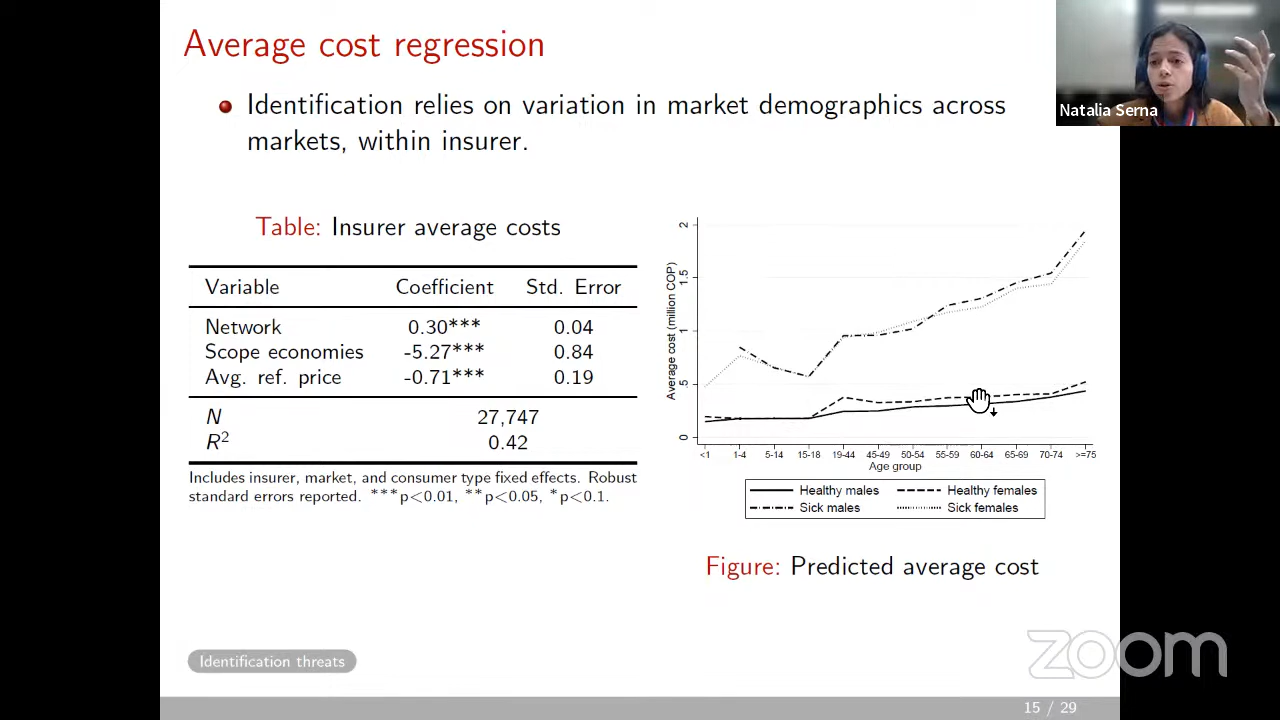 Average cost regression
Identification relies on variation in market demographics across
markets, within insurer.
Natalia Serna
Table: Insurer average costs
Variable Coefficient Std. Error
Network 0.30*** 0.04
Scope economies -5.27*** 0.84
Avg. ref. price -0.71*** 0.19
N 27,747
R2 0.42
Includes insurer, market, and consumer type fixed effects. Robust
standard errors reported. ***p<0.01, **p<0.05, *p<0.1.
Average cost (million COP)
2
1.5
1
.5
0
<1 1-4 5-14 15-18 19-44 45-49 50-54 55-59 60-64 65-69 70-74 >=75
Age group
Healthy males Healthy females
Sick males Sick females
Figure: Predicted average cost
Identification threats
zoom
15 / 29